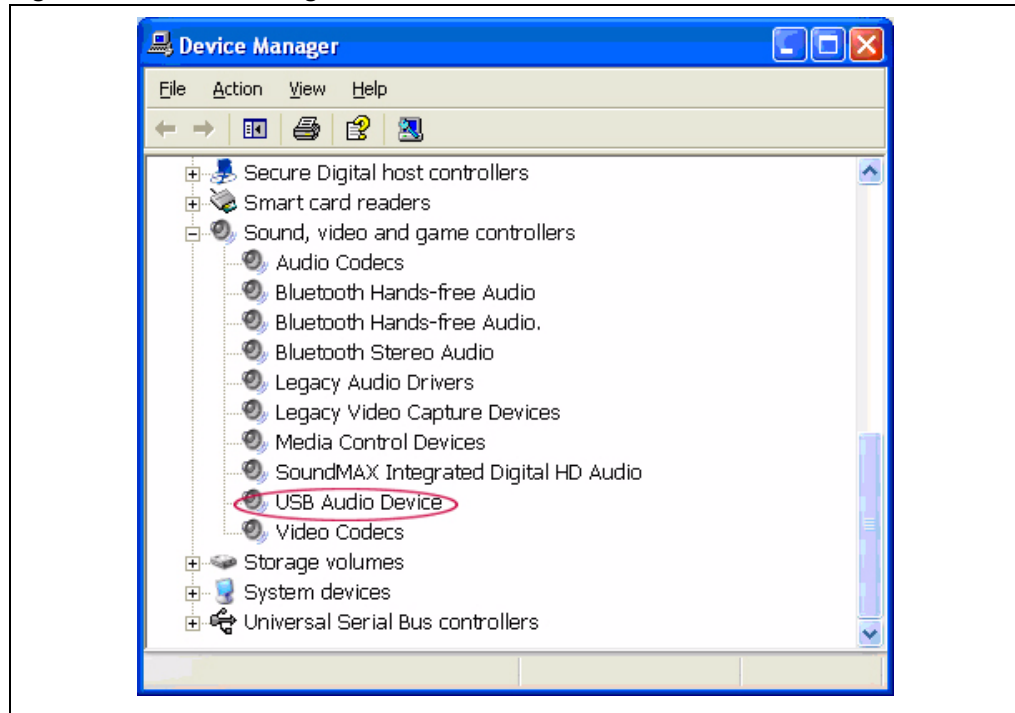 Device Manager
File Action View Help
Secure Digital host controllers
Smart card readers
Sound, video and game controllers
Audio Codecs
Bluetooth Hands-free Audio
Bluetooth Hands-free Audio.
Bluetooth Stereo Audio
Legacy Audio Drivers
Legacy Video Capture Devices
Media Control Devices
SoundMAX Integrated Digital HD Audio
USB Audio Device
Video Codecs
Storage volumes
System devices
Universal Serial Bus controllers